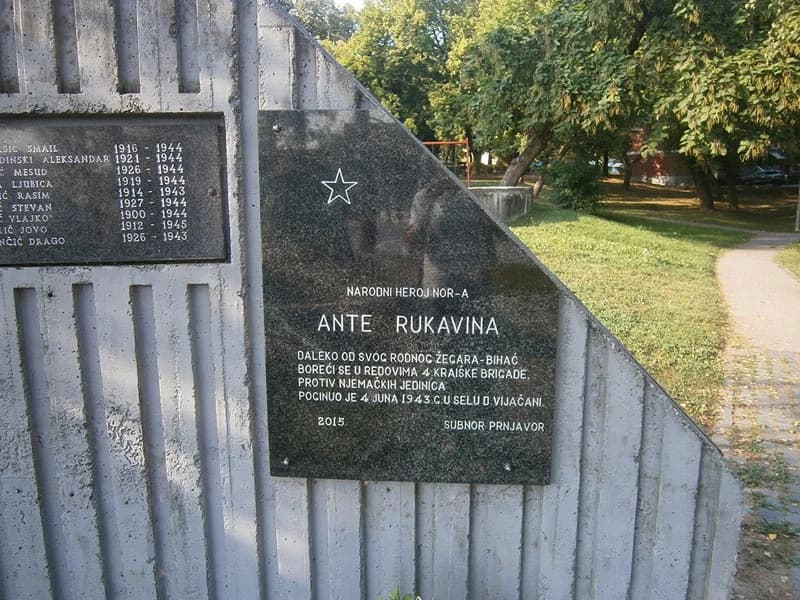 SMAIL 1916 - 1944
ALEKSANDAR 1921 - 1944
MESUD 1926 - 1944
LJUBICA 1919 - 1944
RASIM 1914 - 1943
STEVAN 1927 - 1944
VLAJKO 1900 - 1944
JOVO 1912 - 1945
DRAGO 1926 - 1943
NARODNI HEROJ NOR-A
ANTE RUKAVINA
DALEKO OD SVOG RODNOG ŽEGARA-BIHAĆ
BOREĆI SE U REDOVIMA 4 KRAIŠKE BRIGADE,
PROTIV NJEMAČKIH JEDINICA
POGINUO JE 4 JUNA 1943.G.U SELU D.VIJAČANI.
2015
SUBNOR PRNJAVOR